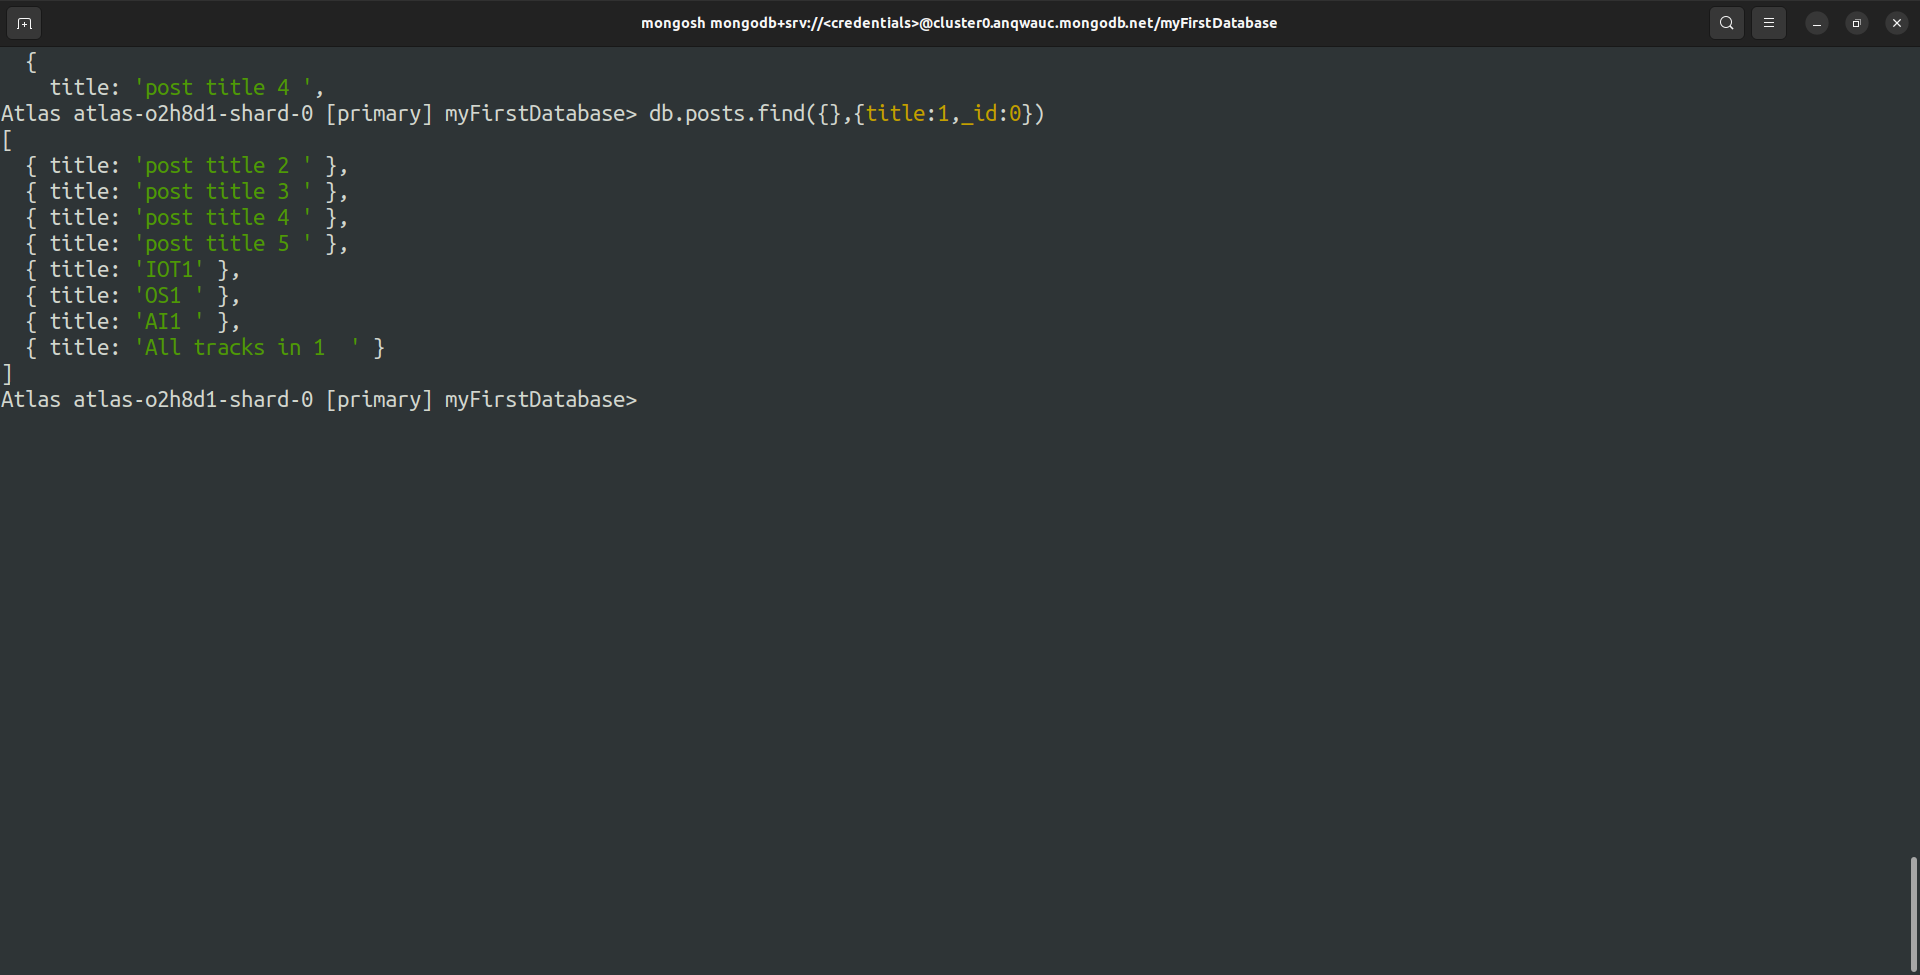 mongosh mongodb+srv://<credentials>@cluster0.anqwauc.mongodb.net/myFirstDatabase
  {
    title: 'post title 4 ',
Atlas atlas-o2h8d1-shard-0 [primary] myFirstDatabase> db.posts.find({},{title:1,_id:0})
[
  { title: 'post title 2 ' },
  { title: 'post title 3 ' },
  { title: 'post title 4 ' },
  { title: 'post title 5 ' },
  { title: 'IOT1' },
  { title: 'OS1 ' },
  { title: 'AI1 ' },
  { title: 'All tracks in 1  ' }
]
Atlas atlas-o2h8d1-shard-0 [primary] myFirstDatabase>